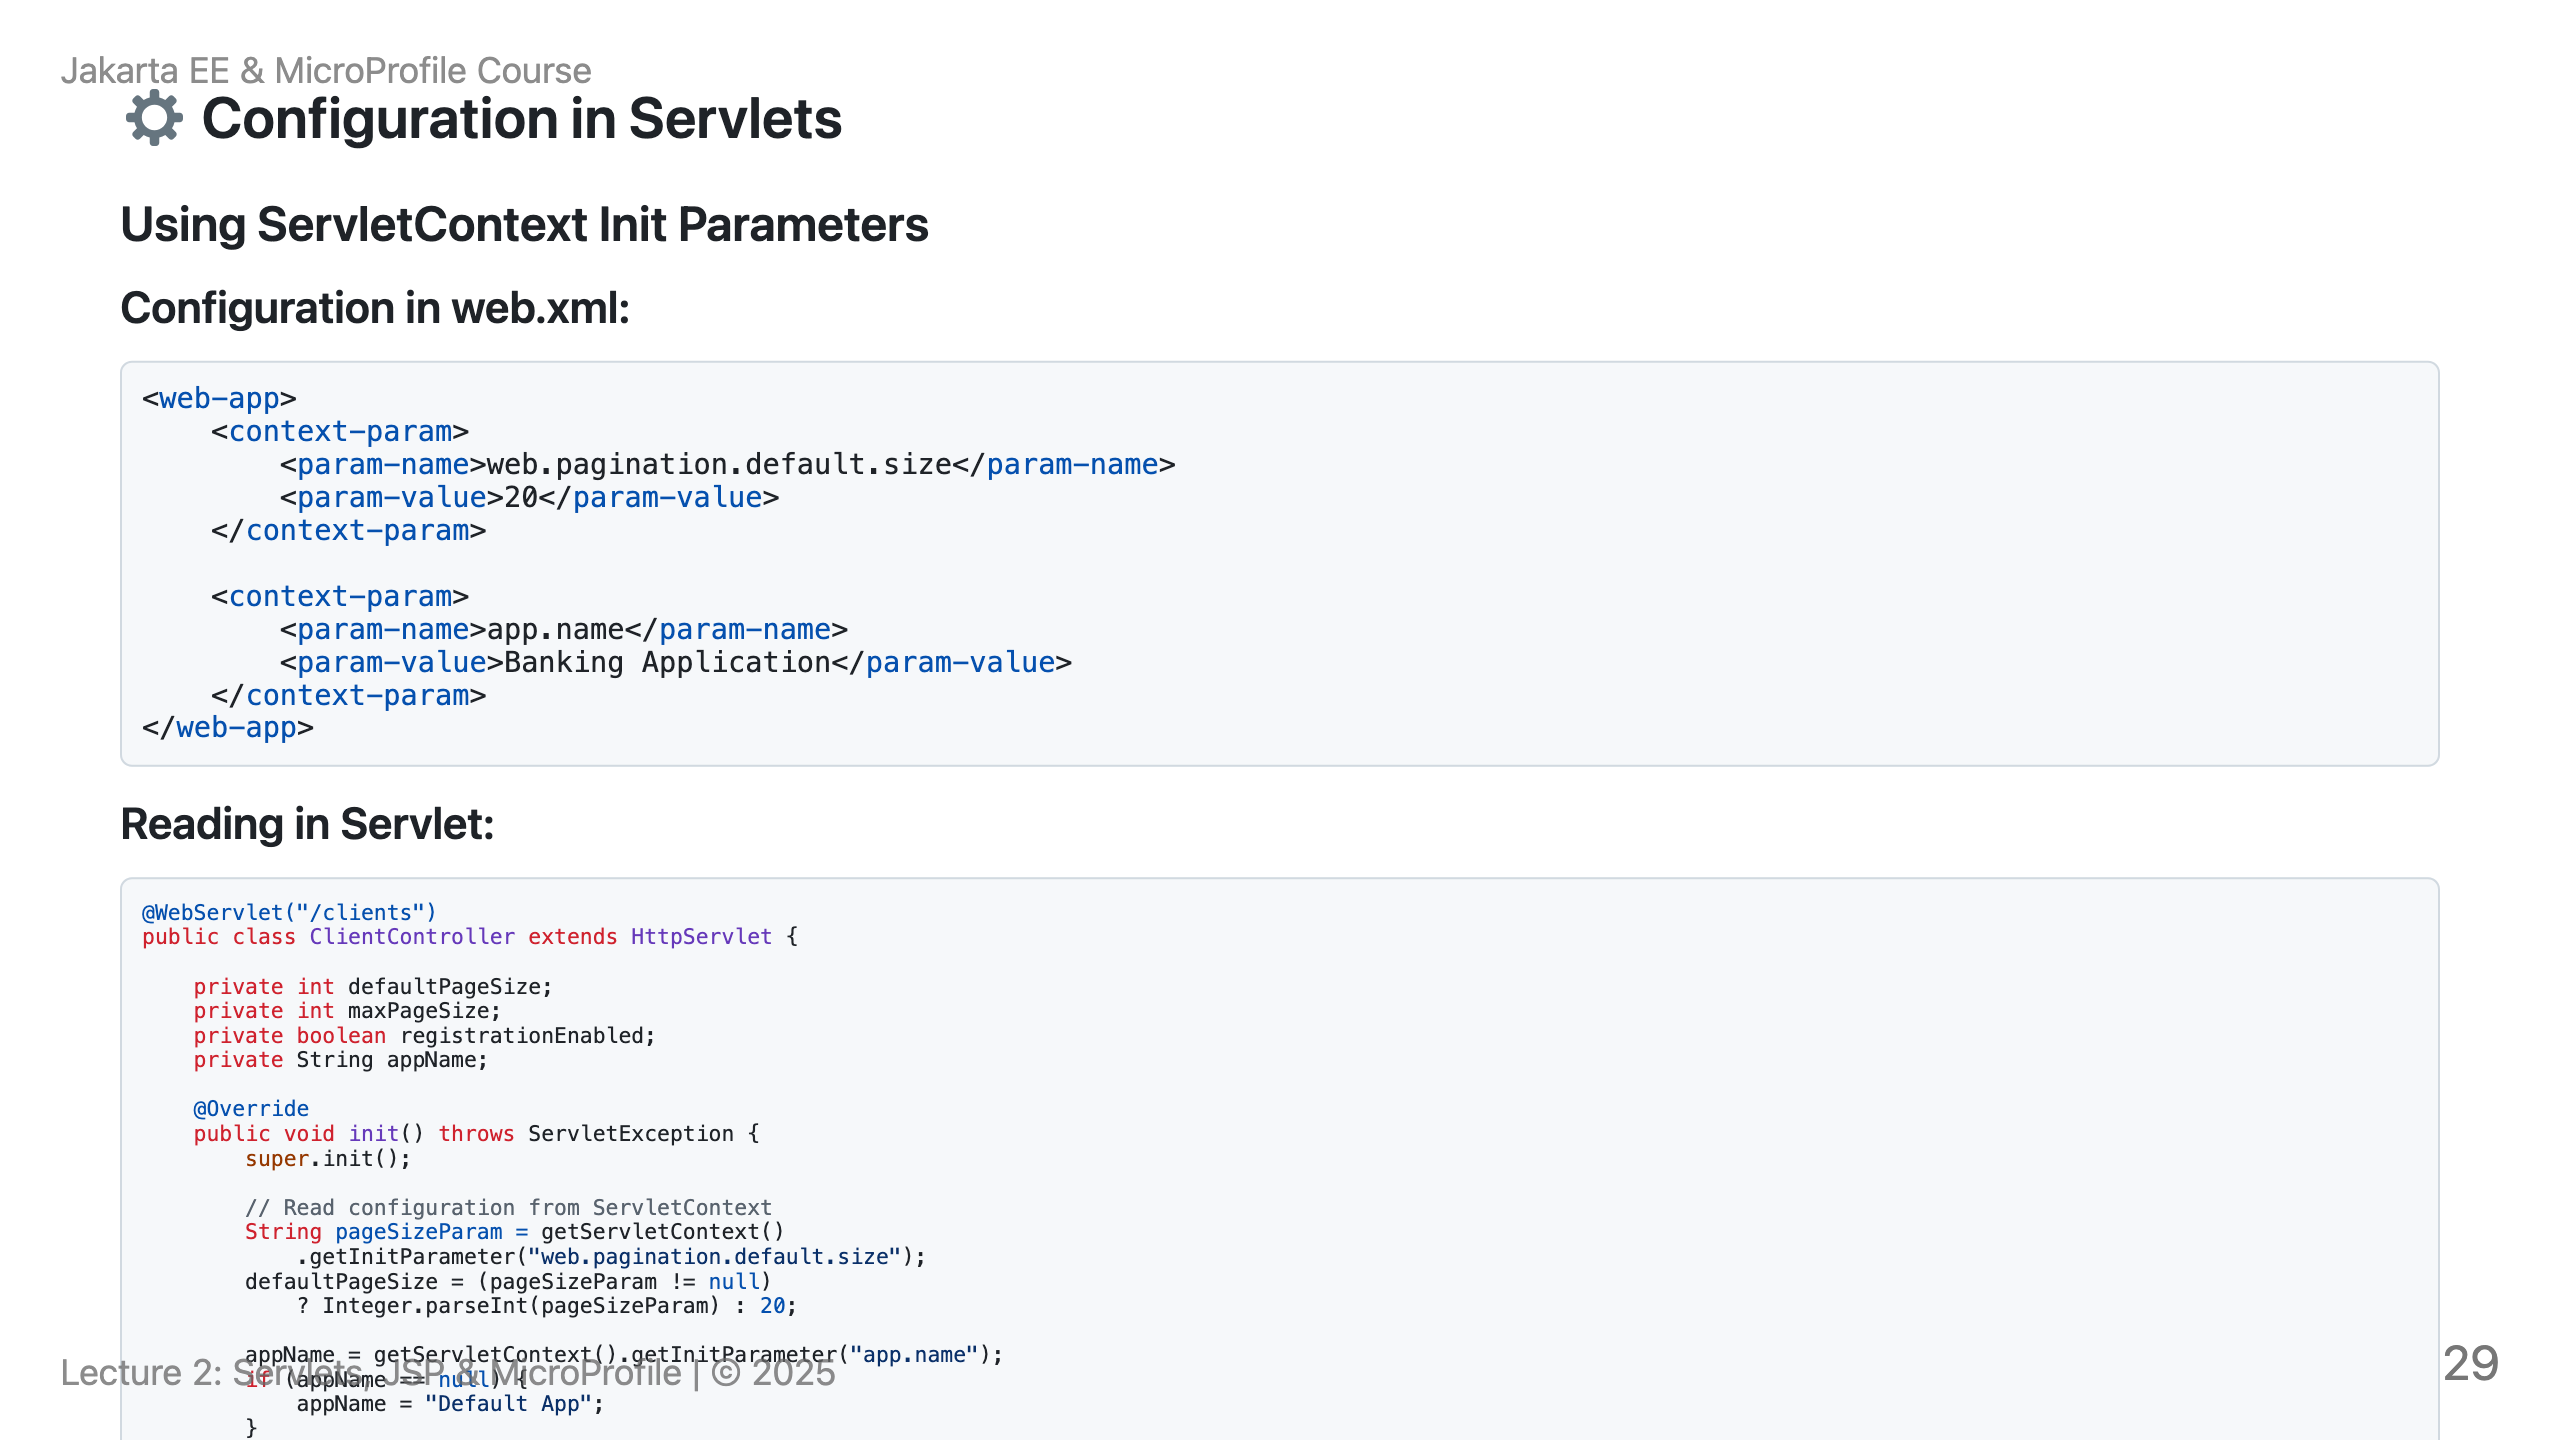 Jakarta EE & MicroProfile Course
Configuration in Servlets
Using ServletContext Init Parameters
Configuration in web.xml:
<web-app>
    <context-param>
        <param-name>web.pagination.default.size</param-name>
        <param-value>20</param-value>
    </context-param>

    <context-param>
        <param-name>app.name</param-name>
        <param-value>Banking Application</param-value>
    </context-param>
</web-app>
Reading in Servlet:
@WebServlet("/clients")
public class ClientController extends HttpServlet {

    private int defaultPageSize;
    private int maxPageSize;
    private boolean registrationEnabled;
    private String appName;

    @Override
    public void init() throws ServletException {
        super.init();

        // Read configuration from ServletContext
        String pageSizeParam = getServletContext()
            .getInitParameter("web.pagination.default.size");
        defaultPageSize = (pageSizeParam != null)
            ? Integer.parseInt(pageSizeParam) : 20;

        appName = getServletContext().getInitParameter("app.name");
        if (appName == null) {
            appName = "Default App";
        }
Lecture 2: Servlets, JSP & MicroProfile | © 2025
29